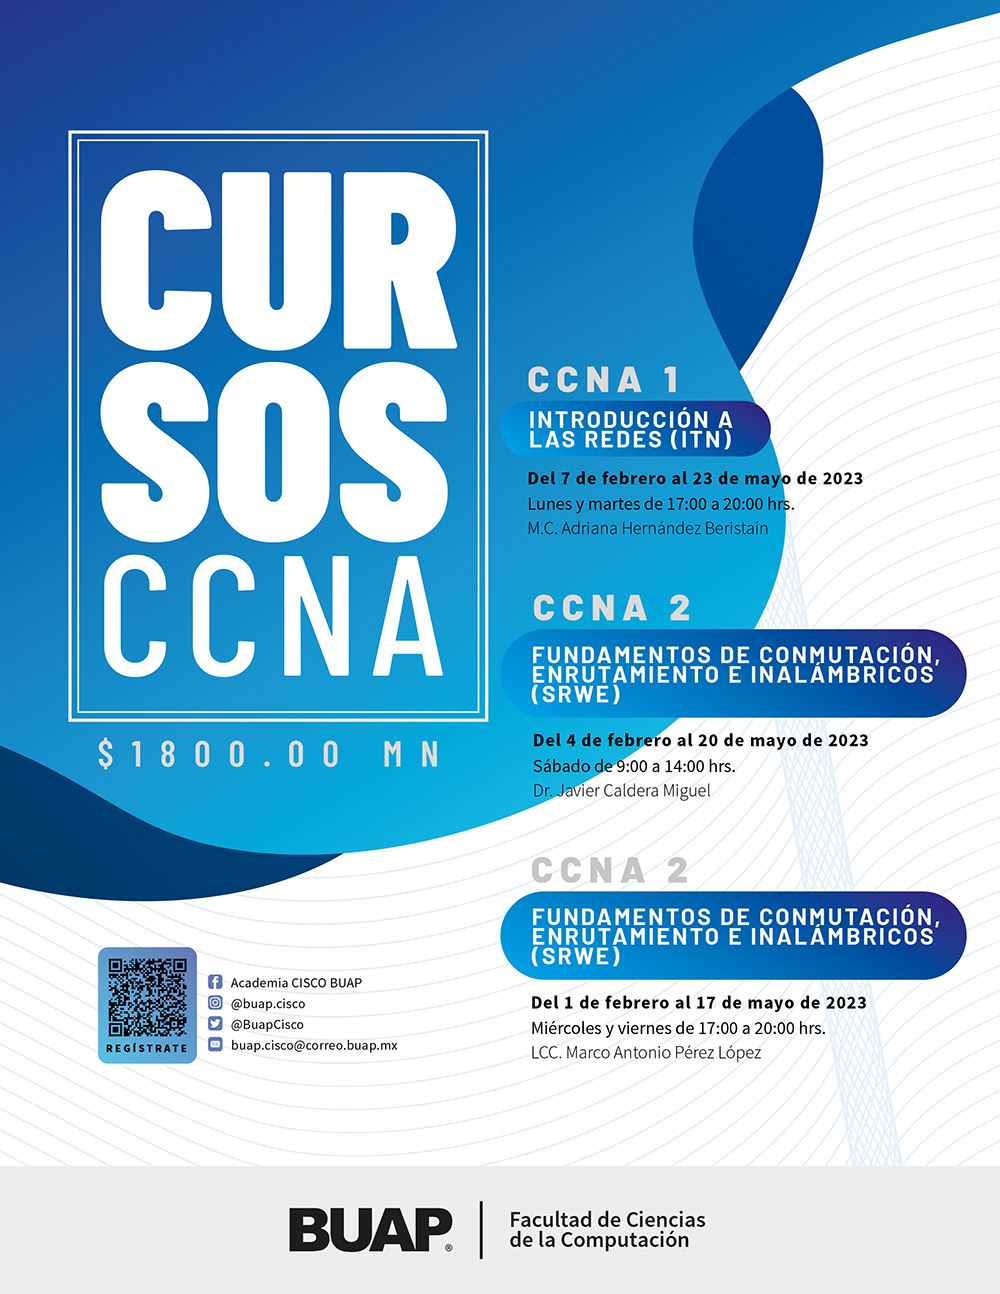 CUR
SOS
CCNA
$1800.00 MN
CCNA 1
INTRODUCCIÓN A
LAS REDES (ITN)
Del 7 de febrero al 23 de mayo de 2023
Lunes y martes de 17:00 a 20:00 hrs.
M.C. Adriana Hernández Beristaín
CCNA 2
FUNDAMENTOS DE CONMUTACIÓN,
ENRUTAMIENTO E INALÁMBRICOS
(SRWE)
Del 4 de febrero al 20 de mayo de 2023
Sábado de 9:00 a 14:00 hrs.
Dr. Javier Caldera Miguel
CCNA 2
FUNDAMENTOS DE CONMUTACIÓN,
ENRUTAMIENTO E INALÁMBRICOS
(SRWE)
Del 1 de febrero al 17 de mayo de 2023
Miércoles y viernes de 17:00 a 20:00 hrs.
LCC. Marco Antonio Pérez López
REGÍSTRATE
Academia CISCO BUAP
@buap.cisco
@BuapCisco
buap.cisco@correo.buap.mx
BUAP®
Facultad de Ciencias
de la Computación